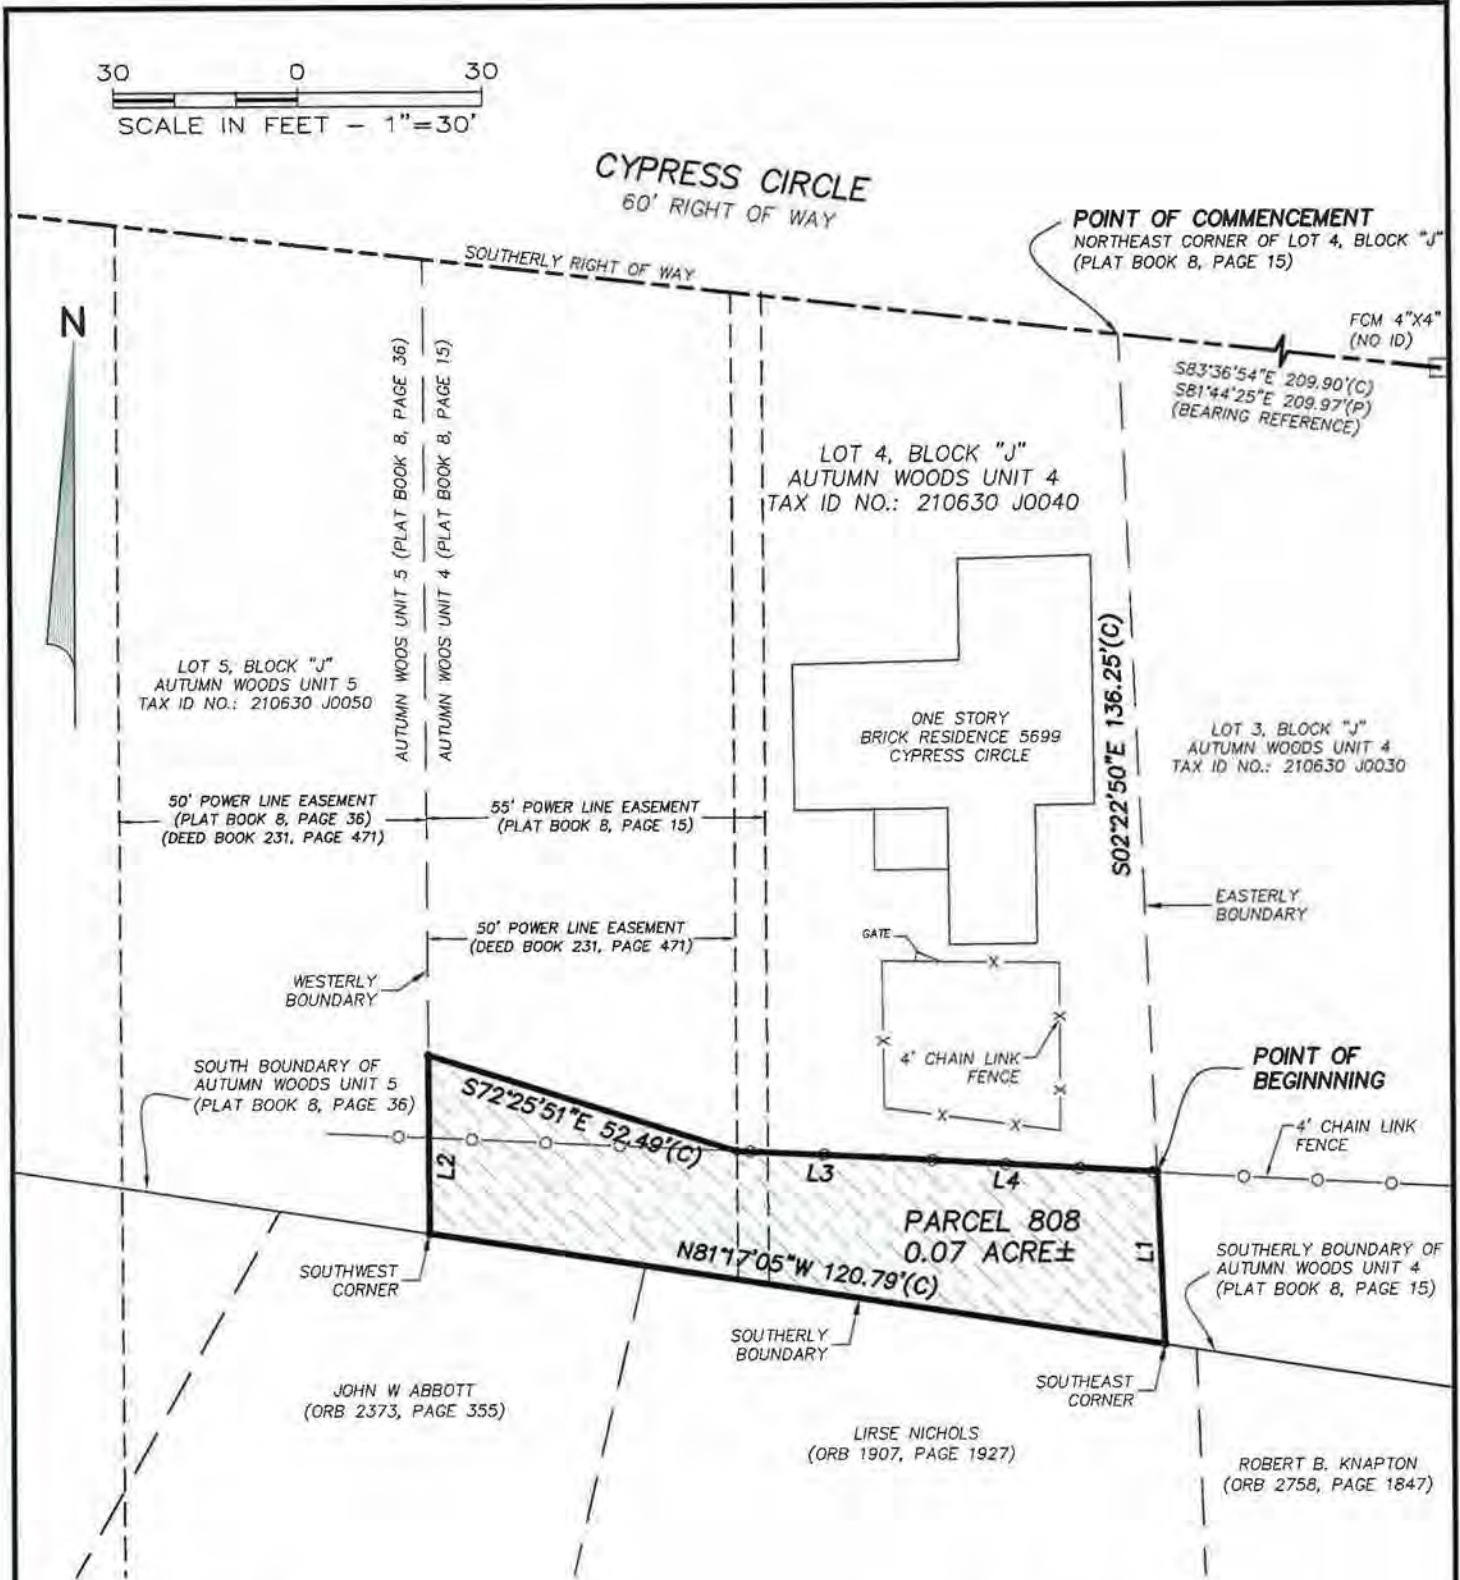 30 0 30
SCALE IN FEET - 1"=30'
CYPRESS CIRCLE
60' RIGHT OF WAY
POINT OF COMMENCEMENT
NORTHEAST CORNER OF LOT 4, BLOCK "J"
(PLAT BOOK 8, PAGE 15)
SOUTHERLY RIGHT OF WAY
N
FCM 4"X4"
(NO ID)
S83°36'54"E 209.90'(C)
S81°44'25"E 209.97'(P)
(BEARING REFERENCE)
AUTUMN WOOS UNIT 5 (PLAT BOOK 8, PAGE 36)
AUTUMN WOOS UNIT 4 (PLAT BOOK 8, PAGE 15)
LOT 4, BLOCK "J"
AUTUMN WOODS UNIT 4
TAX ID NO.: 210630 J0040
LOT 5, BLOCK "J"
AUTUMN WOODS UNIT 5
TAX ID NO.: 210630 J0050
ONE STORY
BRICK RESIDENCE 5699
CYPRESS CIRCLE
S02°22'50"E 136.25'(C)
LOT 3, BLOCK "J"
AUTUMN WOODS UNIT 4
TAX ID NO.: 210630 J0030
50' POWER LINE EASEMENT
(PLAT BOOK 8, PAGE 36)
(DEED BOOK 231, PAGE 471)
55' POWER LINE EASEMENT
(PLAT BOOK 8, PAGE 15)
EASTERLY
BOUNDARY
50' POWER LINE EASEMENT
(DEED BOOK 231, PAGE 471)
GATE
WESTERLY
BOUNDARY
4' CHAIN LINK
FENCE
SOUTH BOUNDARY OF
AUTUMN WOODS UNIT 5
(PLAT BOOK 8, PAGE 36)
POINT OF
BEGINNNING
S72°25'51"E 52.49'(C)
4' CHAIN LINK
FENCE
L2
L3
L4
L1
PARCEL 808
0.07 ACRE±
N81°17'05"W 120.79'(C)
SOUTHERLY BOUNDARY OF
AUTUMN WOODS UNIT 4
(PLAT BOOK 8, PAGE 15)
SOUTHWEST
CORNER
SOUTHERLY
BOUNDARY
SOUTHEAST
CORNER
JOHN W ABBOTT
(ORB 2373, PAGE 355)
LIRSE NICHOLS
(ORB 1907, PAGE 1927)
ROBERT B. KNAPTON
(ORB 2758, PAGE 1847)